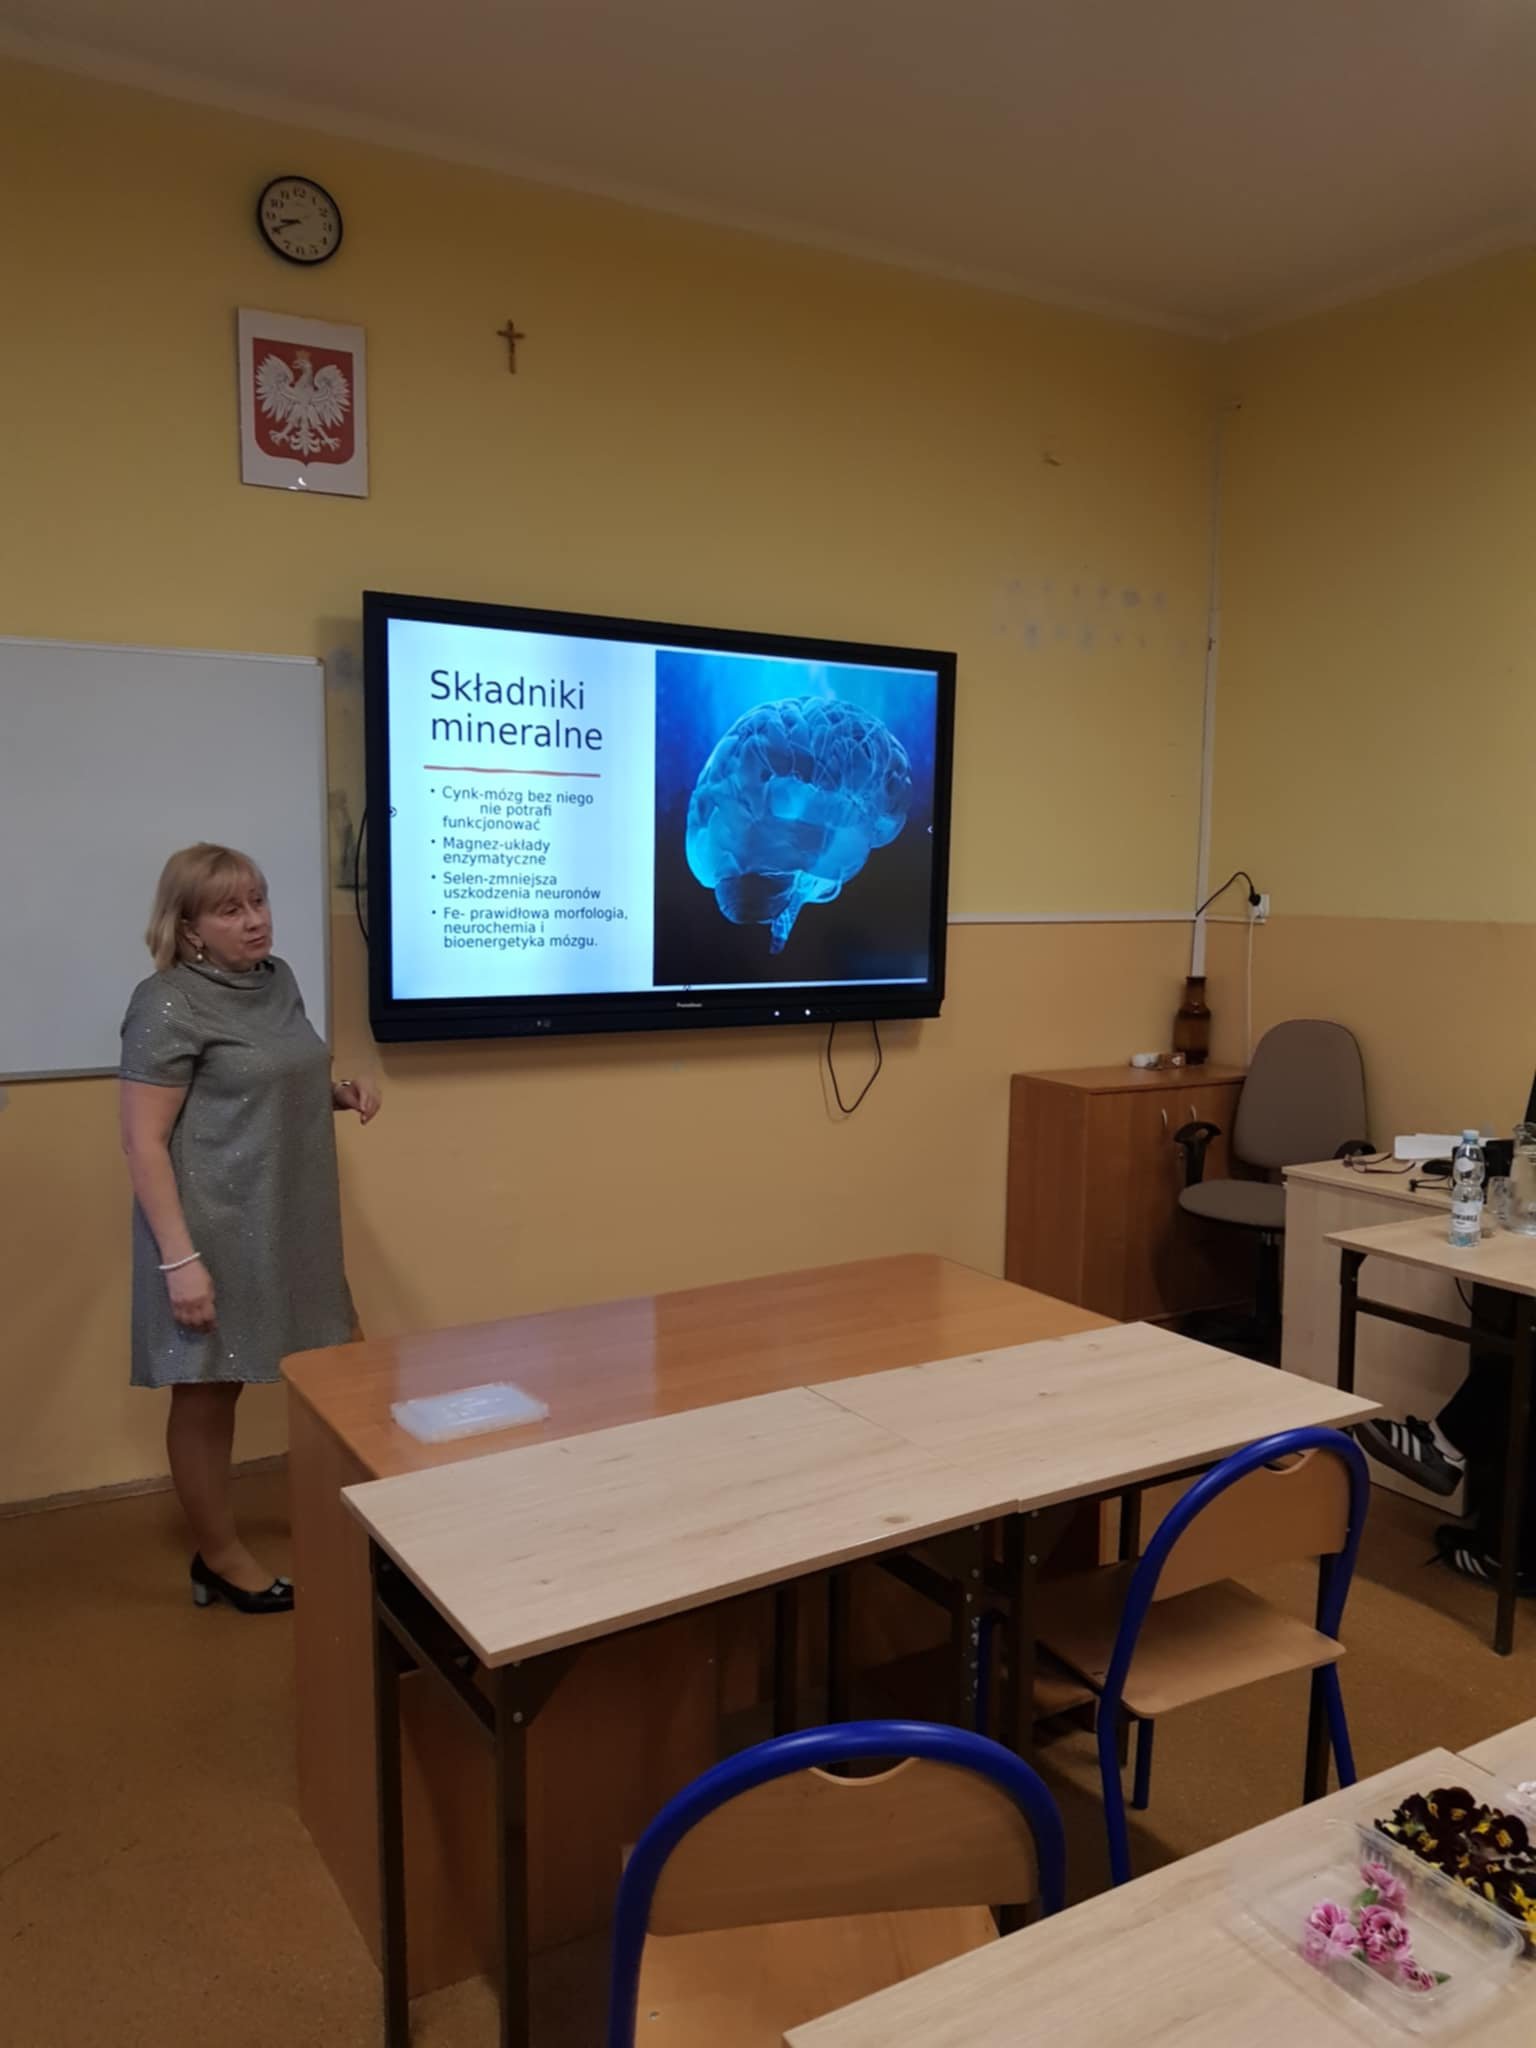 Składniki
mineralne
• Cynk-mózg bez niego
nie potrafi
funkcjonować
• Magnez-układy
enzymatyczne
• Selen-zmniejsza
uszkodzenia neuronów
• Fe- prawidłowa morfologia,
neurochemia i
bioenergetyka mózgu.